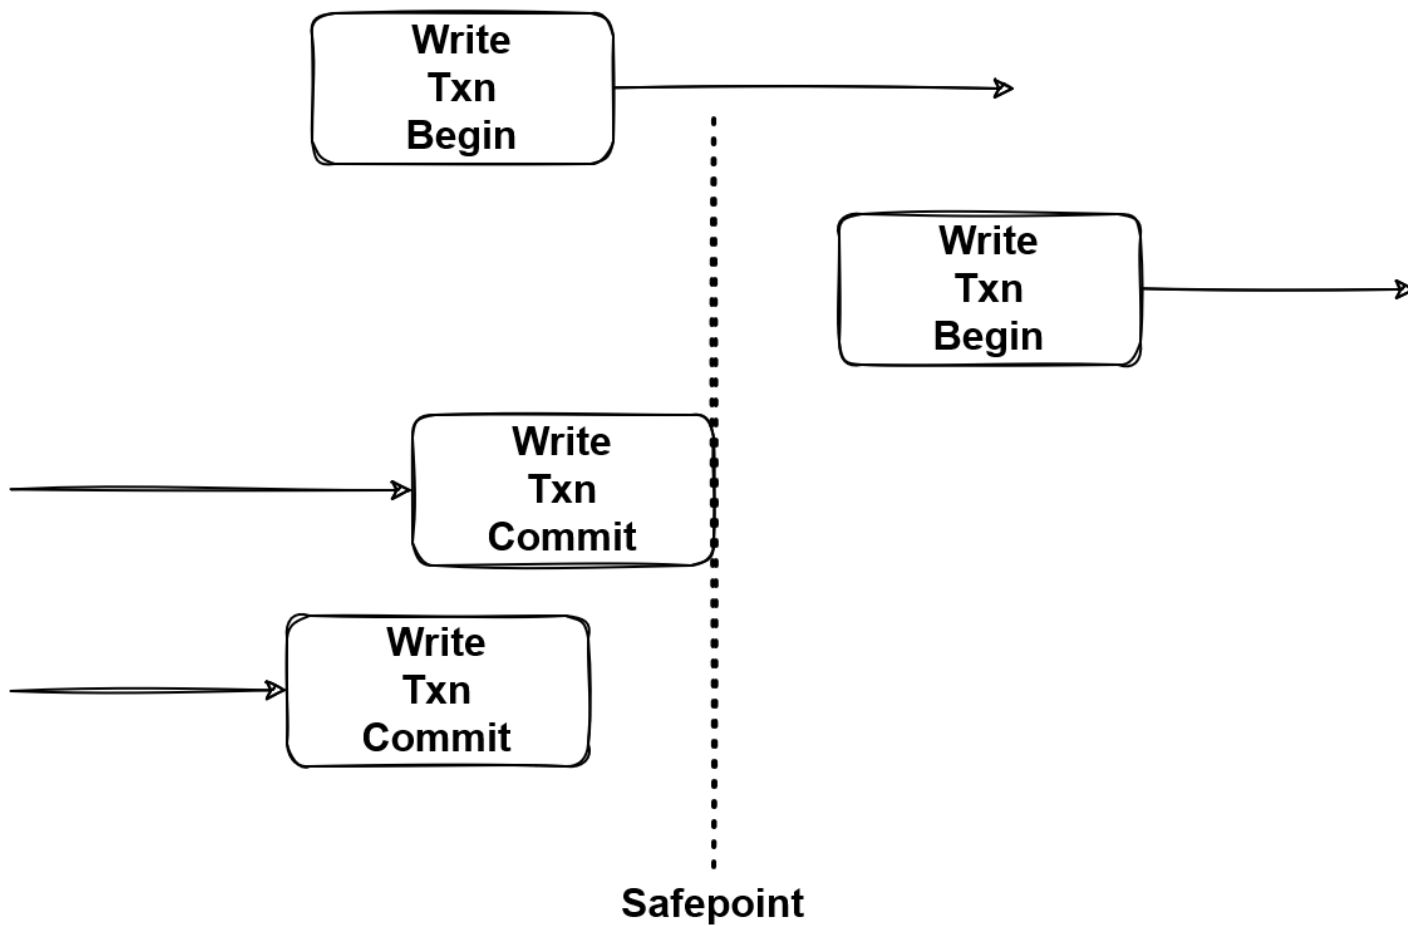 Write
Txn
Begin
Write
Txn
Begin
Write
Txn
Commit
Write
Txn
Commit
Safepoint